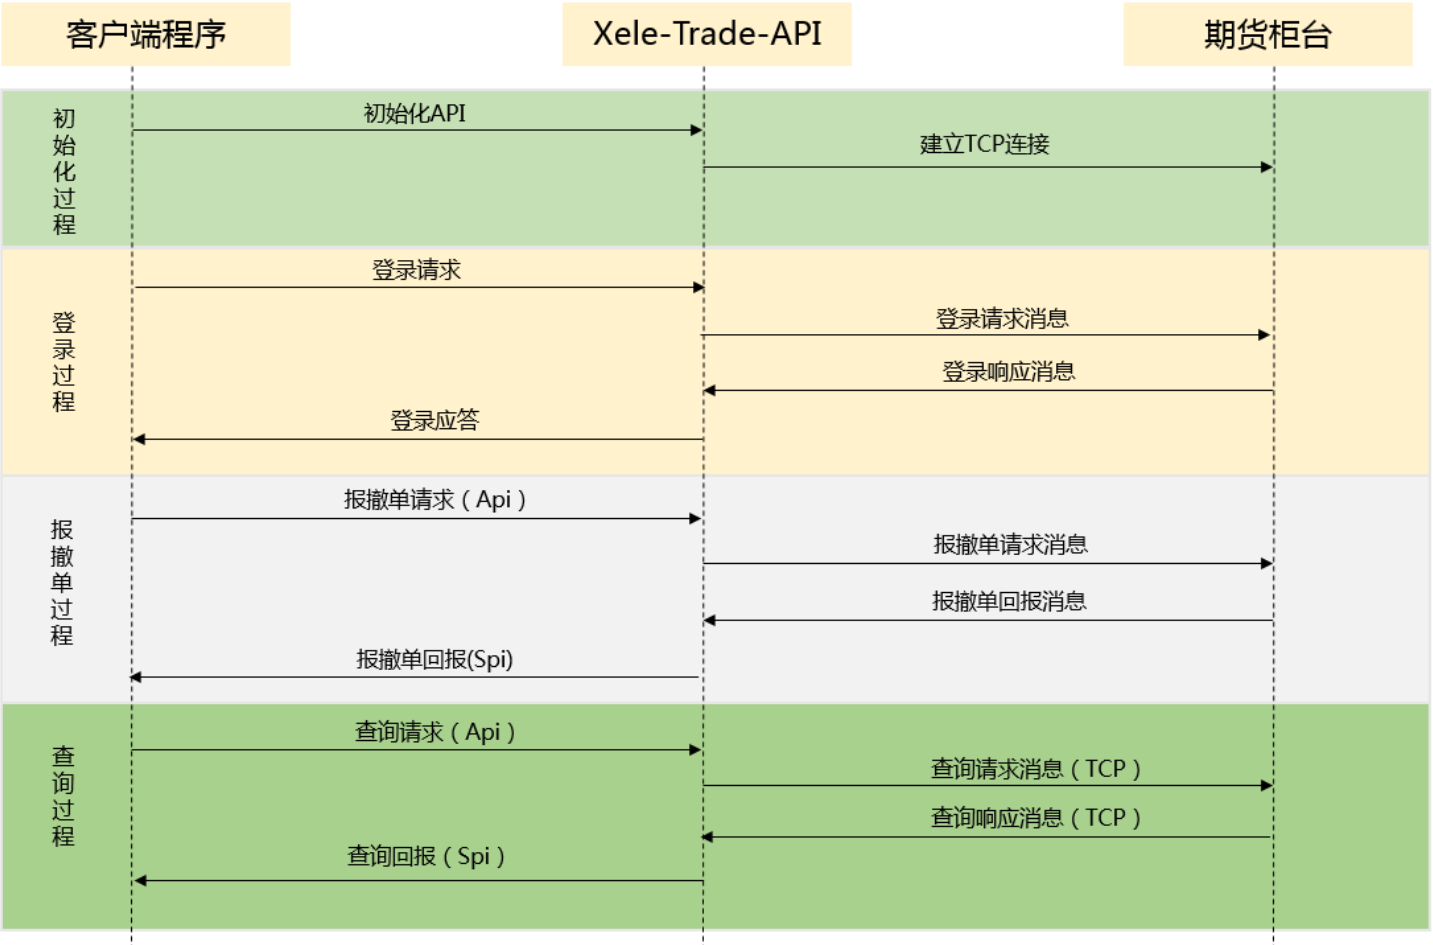 客户端程序
Xele-Trade-API
期货柜台
初始化过程
初始化API
建立TCP连接
登录过程
登录请求
登录请求消息
登录响应消息
登录应答
报撤单过程
报撤单请求（Api）
报撤单请求消息
报撤单回报消息
报撤单回报(Spi)
查询过程
查询请求（Api）
查询请求消息（TCP）
查询响应消息（TCP）
查询回报（Spi）